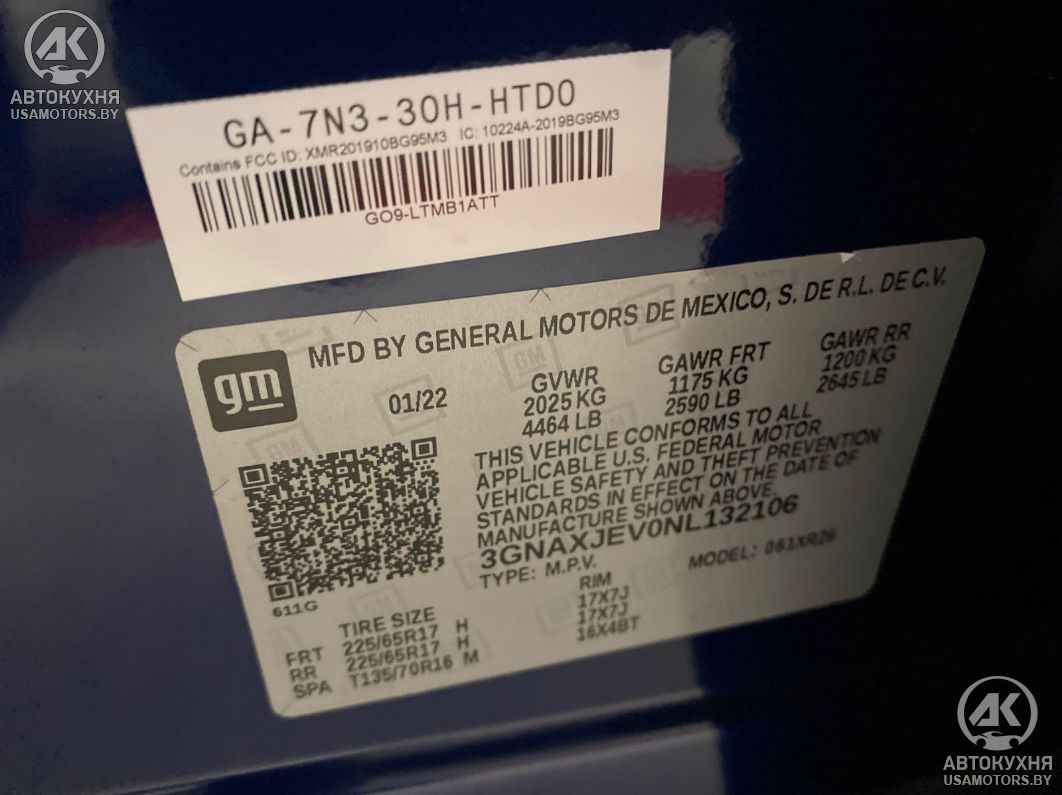 AK
АВТОКУХНЯ
USAMOTORS.BY
GA-7N3-30H-HTD0
Contains FCC ID: XMR201910BG95M3 IC: 10224A-2019BG95M3
GO9-LTMB1ATT
MFD BY GENERAL MOTORS DE MEXICO, S. DE R.L. DE C.V.
gm
01/22
GVWR
2025 KG
4464 LB
GAWR FRT
1175 KG
2590 LB
GAWR RR
1200 KG
2645 LB
THIS VEHICLE CONFORMS TO ALL
APPLICABLE U.S. FEDERAL MOTOR
VEHICLE SAFETY AND THEFT PREVENTION
STANDARDS IN EFFECT ON THE DATE OF
MANUFACTURE SHOWN ABOVE
3GNAXJEV0NL132106
TYPE: M.P.V. MODEL: 061XR26
611G
TIRE SIZE RIM
FRT 225/65R17 H 17X7J
RR 225/65R17 H 17X7J
SPA T135/70R16 M 16X4BT
AK
АВТОКУХНЯ
USAMOTORS.BY